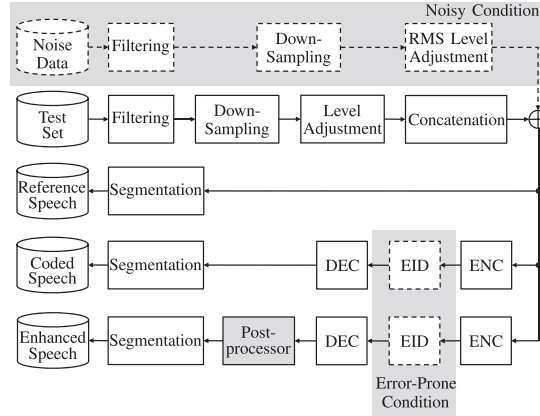 Noisy Condition
Noise
Data
Filtering
Down-
Sampling
RMS Level
Adjustment
Test
Set
Filtering
Down-
Sampling
Level
Adjustment
Concatenation
Reference
Speech
Segmentation
Coded
Speech
Segmentation
DEC
EID
ENC
Enhanced
Speech
Segmentation
Post-
processor
DEC
EID
ENC
Error-Prone
Condition